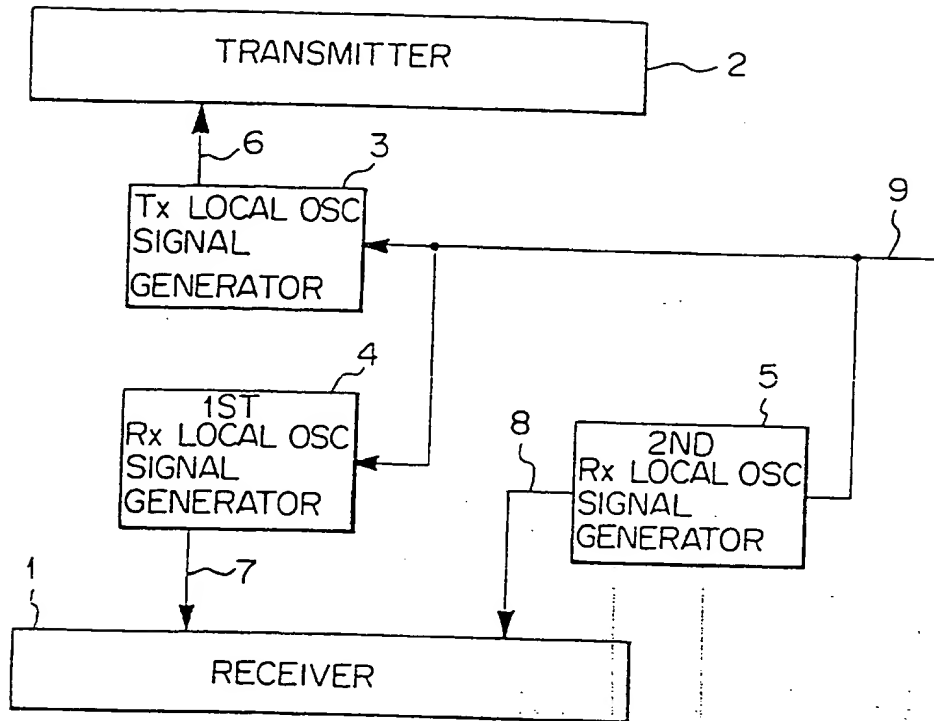 TRANSMITTER
2
6
3
Tx LOCAL OSC
SIGNAL
GENERATOR
9
4
1ST
Rx LOCAL OSC
SIGNAL
GENERATOR
5
8
2ND
Rx LOCAL OSC
SIGNAL
GENERATOR
7
1
RECEIVER